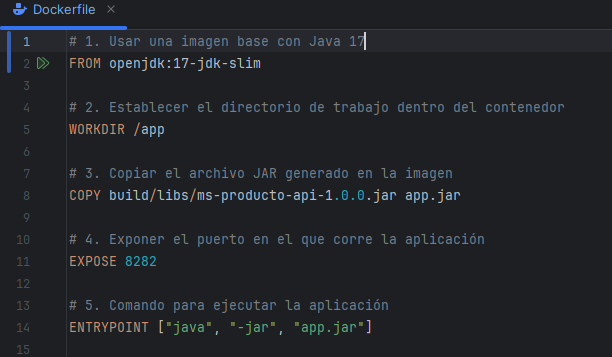 Dockerfile ×
1 # 1. Usar una imagen base con Java 17
2 FROM openjdk:17-jdk-slim
3
4 # 2. Establecer el directorio de trabajo dentro del contenedor
5 WORKDIR /app
6
7 # 3. Copiar el archivo JAR generado en la imagen
8 COPY build/libs/ms-producto-api-1.0.0.jar app.jar
9
10 # 4. Exponer el puerto en el que corre la aplicación
11 EXPOSE 8282
12
13 # 5. Comando para ejecutar la aplicación
14 ENTRYPOINT ["java", "-jar", "app.jar"]
15